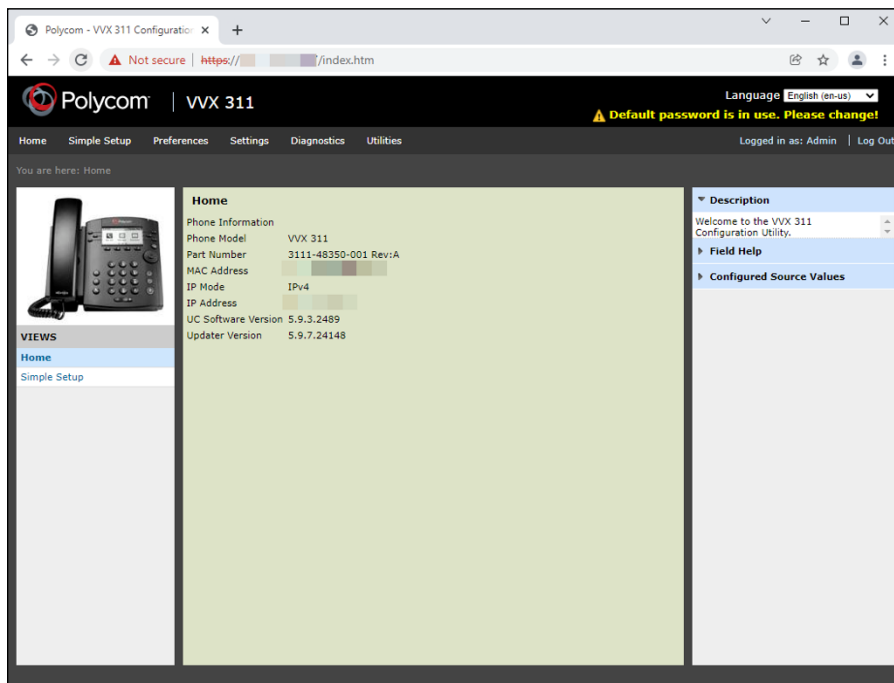 Polycom - VVX 311 Configuration
Not secure | https:// /index.htm
Polycom | VVX 311
Language English (en-us)
Default password is in use. Please change!
Home Simple Setup Preferences Settings Diagnostics Utilities Logged in as: Admin | Log Out
You are here: Home
Home
Phone Information
Phone Model VVX 311
Part Number 3111-48350-001 Rev:A
MAC Address
IP Mode IPv4
IP Address
UC Software Version 5.9.3.2489
Updater Version 5.9.7.24148
VIEWS
Home
Simple Setup
Description
Welcome to the VVX 311
Configuration Utility.
Field Help
Configured Source Values